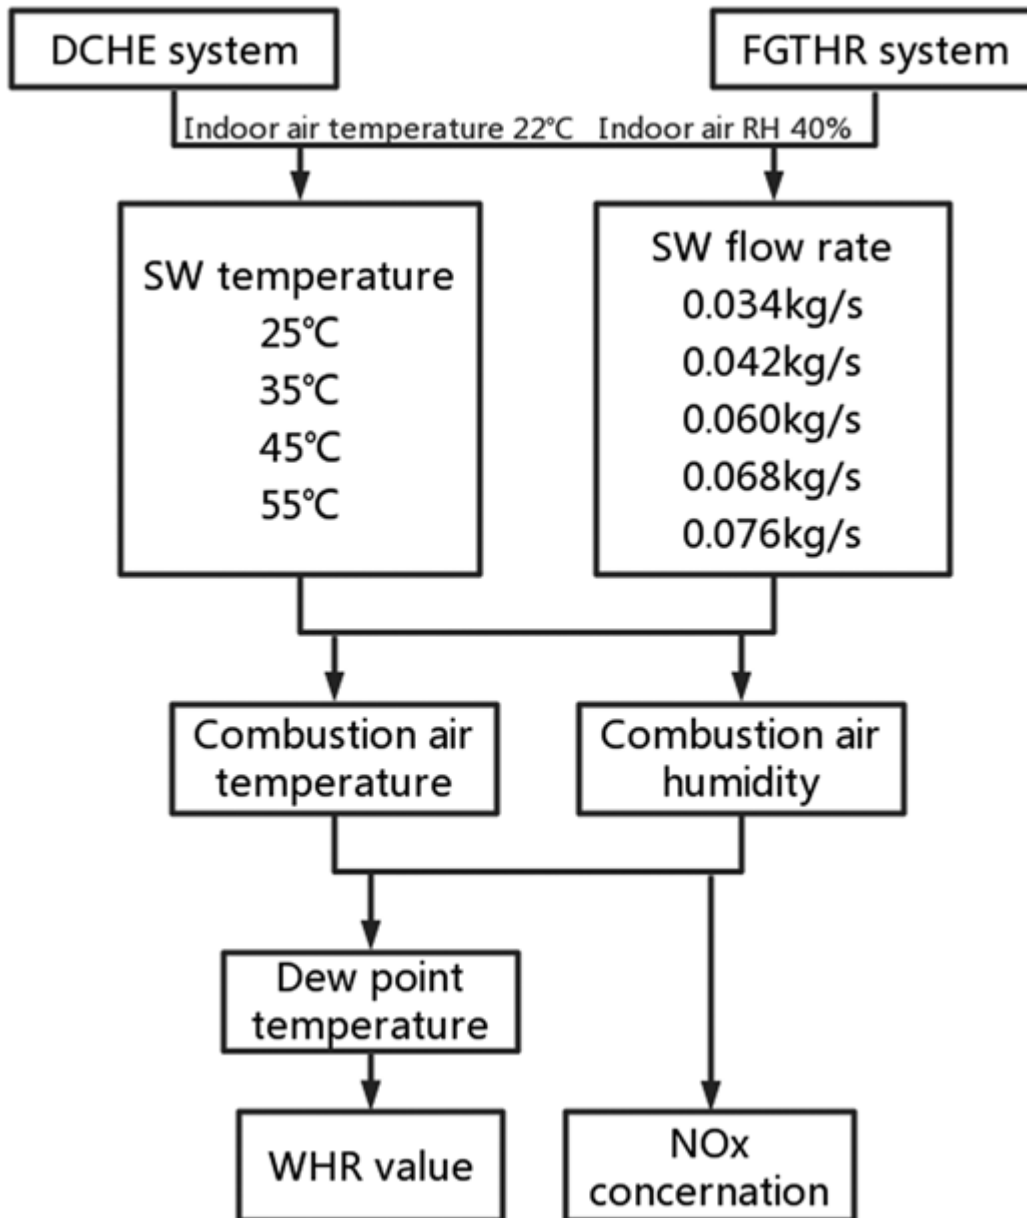 DCHE system
FGTHR system
Indoor air temperature 22℃ Indoor air RH 40%
SW temperature
25℃
35℃
45℃
55℃
SW flow rate
0.034kg/s
0.042kg/s
0.060kg/s
0.068kg/s
0.076kg/s
Combustion air
temperature
Combustion air
humidity
Dew point
temperature
WHR value
NOx
concernation